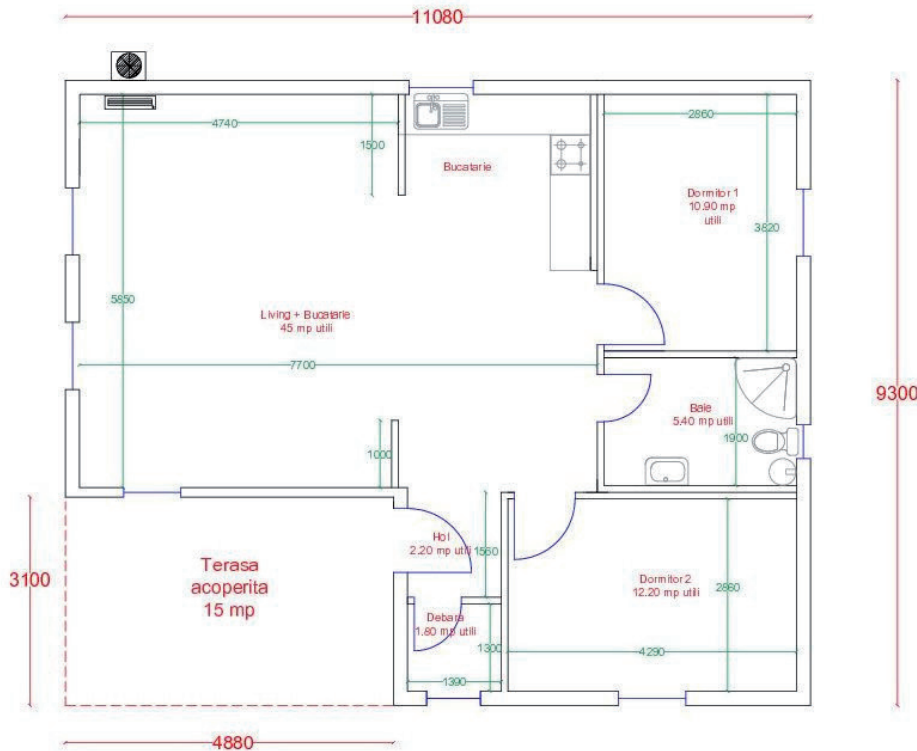 11080
4740
1500
Bucatarie
2860
Dormitor 1
10.90 mp
utili
3820
5850
Living + Bucatarie
45 mp utili
7700
9300
Baie
5.40 mp utili
1900
1000
3100
Terasa
acoperita
15 mp
Hol
2.20 mp utili
1560
Dormitor 2
12.20 mp utili
2860
Debara
1.80 mp utili
1300
4290
1390
4880